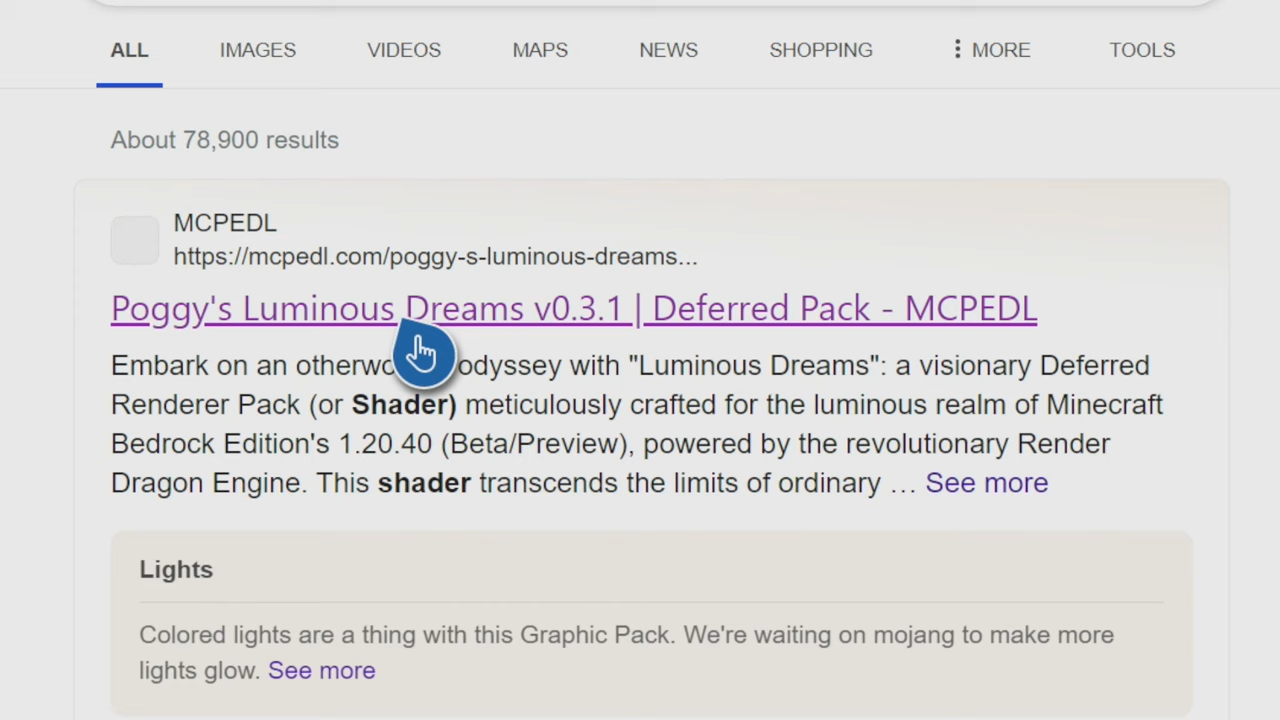 ALL IMAGES VIDEOS MAPS NEWS SHOPPING MORE TOOLS
About 78,900 results
MCPEDL
https://mcpedl.com/poggy-s-luminous-dreams...
Poggy's Luminous Dreams v0.3.1 | Deferred Pack - MCPEDL
Embark on an otherwo odyssey with "Luminous Dreams": a visionary Deferred
Renderer Pack (or Shader) meticulously crafted for the luminous realm of Minecraft
Bedrock Edition's 1.20.40 (Beta/Preview), powered by the revolutionary Render
Dragon Engine. This shader transcends the limits of ordinary … See more
Lights
Colored lights are a thing with this Graphic Pack. We're waiting on mojang to make more
lights glow. See more